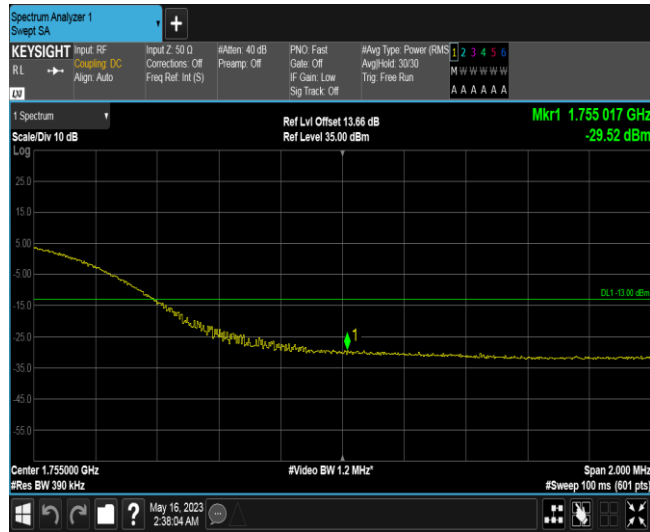 Spectrum Analyzer 1
Swept SA
+
KEYSIGHT
RL
LXI
Input: RF
Coupling: DC
Align: Auto
Input Z: 50 Ω
Corrections: Off
Freq Ref: Int (S)
#Atten: 40 dB
Preamp: Off
PNO: Fast
Gate: Off
IF Gain: Low
Sig Track: Off
#Avg Type: Power (RMS
Avg|Hold: 30/30
Trig: Free Run
1 2 3 4 5 6
M W W W W W
A A A A A A
1 Spectrum
Scale/Div 10 dB
Log
Ref Lvl Offset 13.66 dB
Ref Level 35.00 dBm
Mkr1 1.755 017 GHz
-29.52 dBm
25.0
15.0
5.00
-5.00
DL1 -13.00 dBm
-15.0
1
-25.0
-35.0
-45.0
-55.0
Center 1.755000 GHz
#Res BW 390 kHz
#Video BW 1.2 MHz*
Span 2.000 MHz
#Sweep 100 ms (601 pts)
?
May 16, 2023
2:38:04 AM